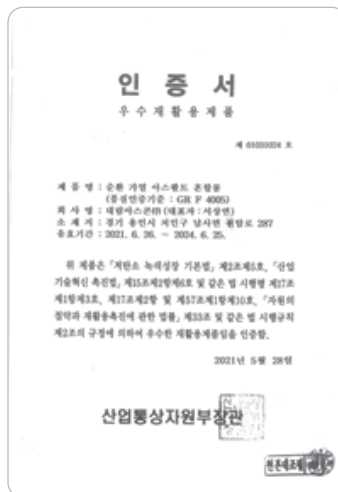 인 증 서
우수재활용제품
제 01031024 호
제 품 명 : 순환 가열 아스팔트 혼합물
(품질인증기준 : GR F 4005)
회 사 명 : 대림아스콘㈜ (대표자 : 서상연)
소 재 지 : 경기 용인시 처인구 남사면 원암로 287
유효기간 : 2021. 6. 26. ~ 2024. 6. 25.
위 제품은 「저탄소 녹색성장 기본법」 제2조제5호, 「산업
기술혁신 촉진법」 제15조제2항제6호 및 같은 법 시행령 제17조
제1항제3호, 제17조제2항 및 제57조제1항제10호, 「자원의
절약과 재활용촉진에 관한 법률」 제33조 및 같은 법 시행규칙
제2조의 규정에 의하여 우수한 재활용제품임을 인증함.
2021년 5월 28일
산업통상자원부장관
원본대조필